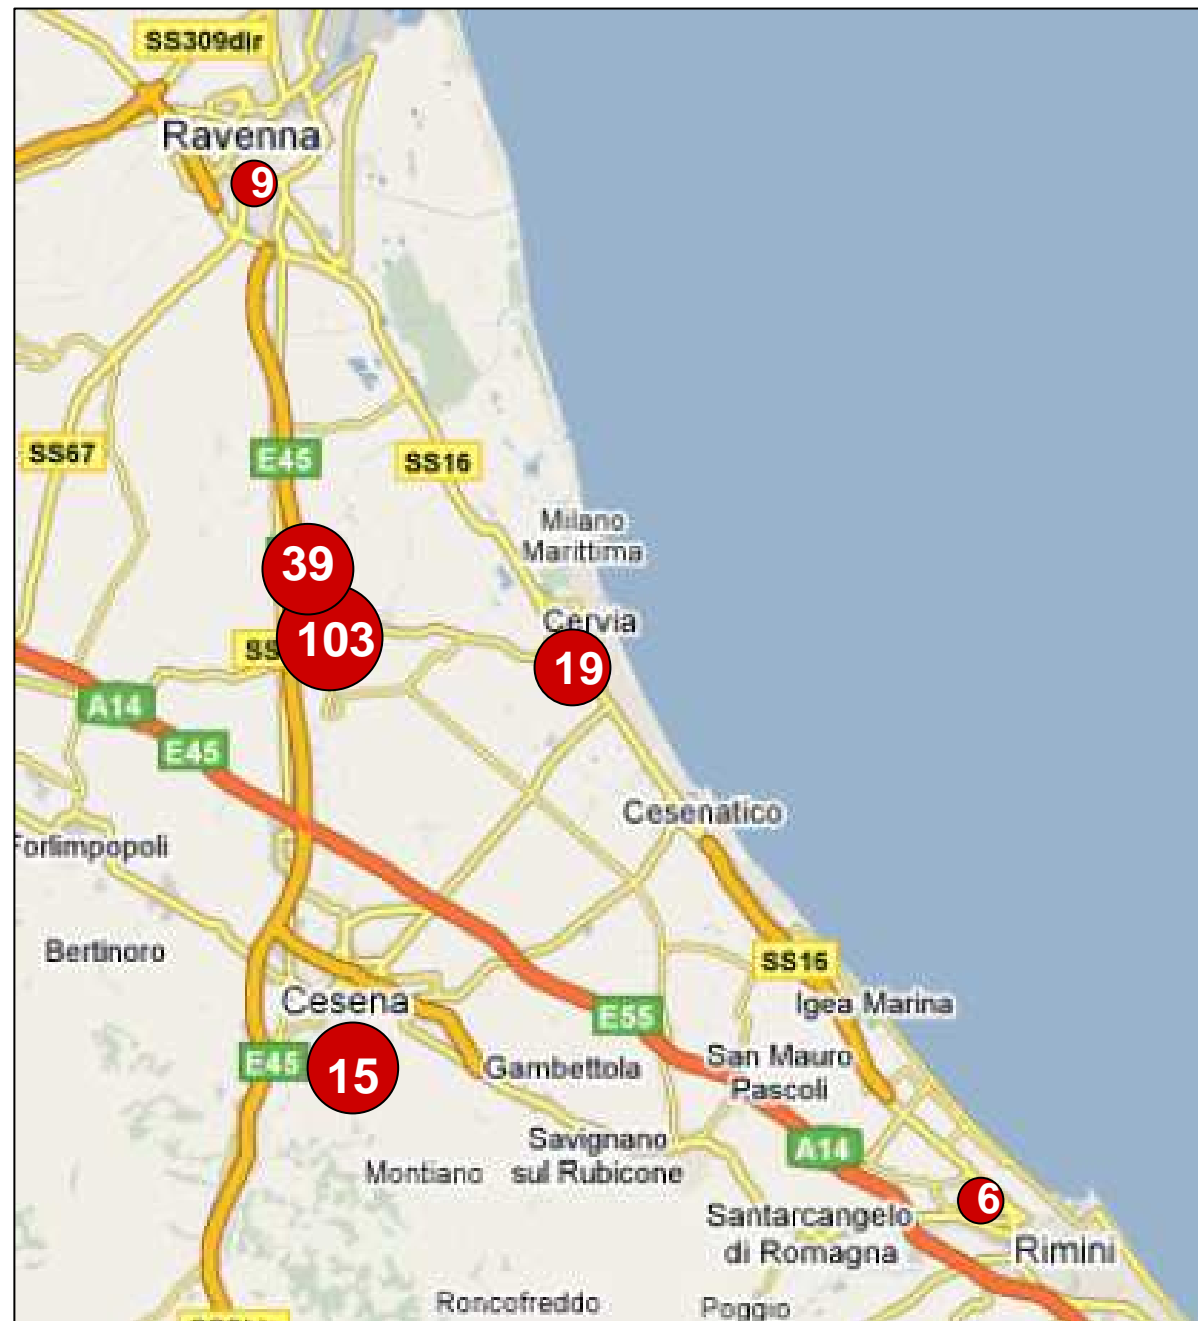 SS309dir
Ravenna
9
SS67
E45
SS16
Milano
Marittima
39
Cervia
103
SS
19
A14
E45
Cesenatico
Forlimpopoli
Bertinoro
SS16
Cesena
Igea Marina
E55
E45
15
Gambettola
San Mauro
Pascoli
Savignano
sul Rubicone
A14
Montiano
6
Santarcangelo
di Romagna
Rimini
Roncofreddo
Poggio